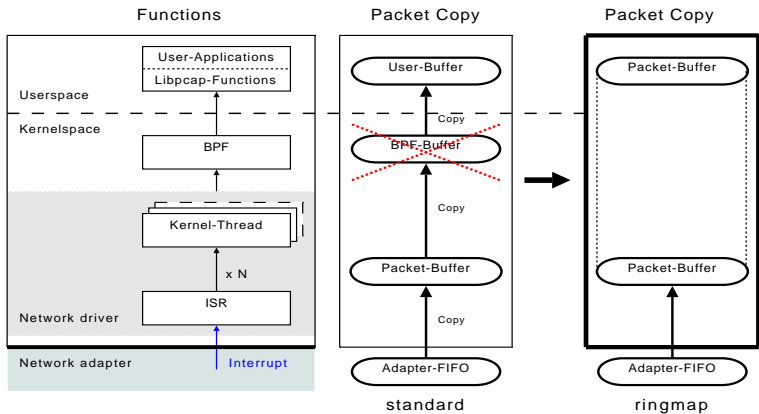 Functions
User-Applications
Libpcap-Functions
Userspace
Kernelspace
BPF
Kernel-Thread
x N
ISR
Network driver
Network adapter
Interrupt
Packet Copy
User-Buffer
Copy
BPF-Buffer
Copy
Packet-Buffer
Copy
Adapter-FIFO
standard
Packet Copy
Packet-Buffer
Packet-Buffer
Adapter-FIFO
ringmap